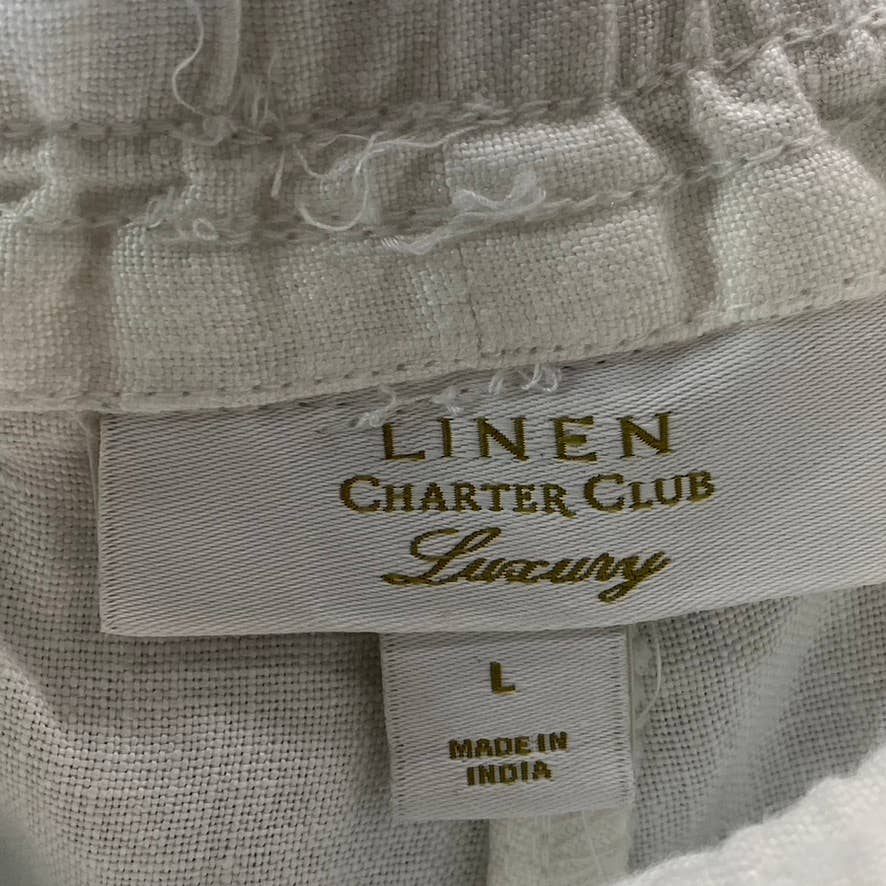 LINEN
CHARTER CLUB
Luxury
L
MADE IN
INDIA